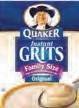 QUAKER
Instant
GRITS
Family Size
Original